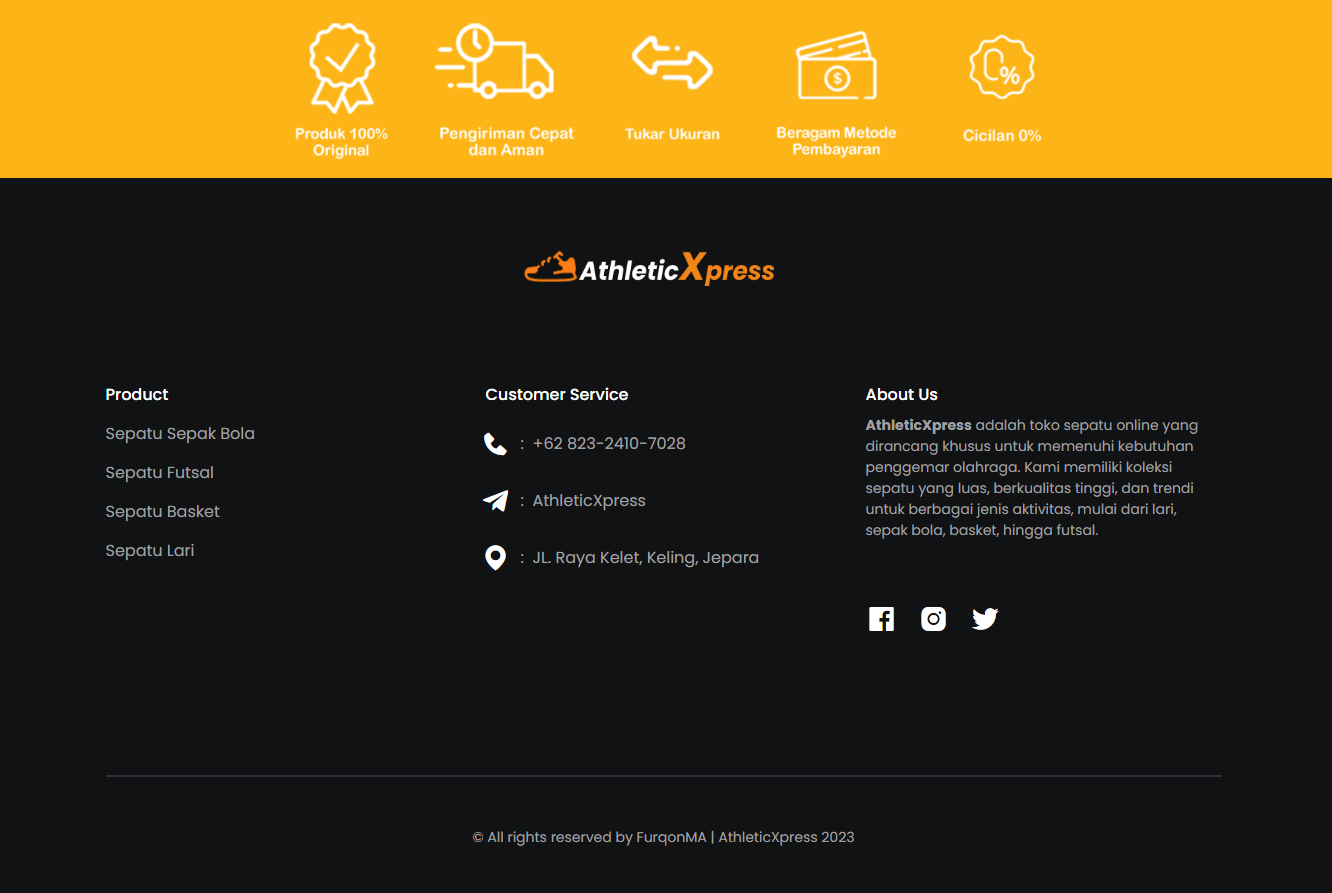 Produk 100%
Original
Pengiriman Cepat
dan Aman
Tukar Ukuran
$
Beragam Metode
Pembayaran
0%
Cicilan 0%
AthleticXpress
Product
Sepatu Sepak Bola
Sepatu Futsal
Sepatu Basket
Sepatu Lari
Customer Service
: +62 823-2410-7028
: AthleticXpress
: JL. Raya Kelet, Keling, Jepara
About Us
AthleticXpress adalah toko sepatu online yang
dirancang khusus untuk memenuhi kebutuhan
penggemar olahraga. Kami memiliki koleksi
sepatu yang luas, berkualitas tinggi, dan trendi
untuk berbagai jenis aktivitas, mulai dari lari,
sepak bola, basket, hingga futsal.
© All rights reserved by FurqonMA | AthleticXpress 2023